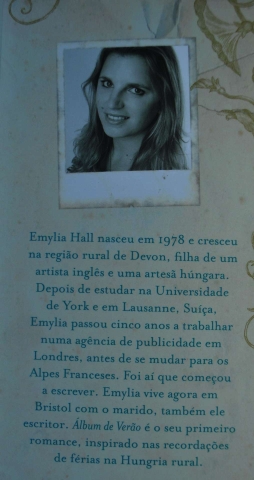 Emylia Hall nasceu em 1978 e cresceu
na região rural de Devon, filha de um
artista inglês e uma artesã húngara.
Depois de estudar na Universidade
de York e em Lausanne, Suíça,
Emylia passou cinco anos a trabalhar
numa agência de publicidade em
Londres, antes de se mudar para os
Alpes Franceses. Foi aí que começou
a escrever. Emylia vive agora em
Bristol com o marido, também ele
escritor. Álbum de Verão é o seu primeiro
romance, inspirado nas recordações
de férias na Hungria rural.